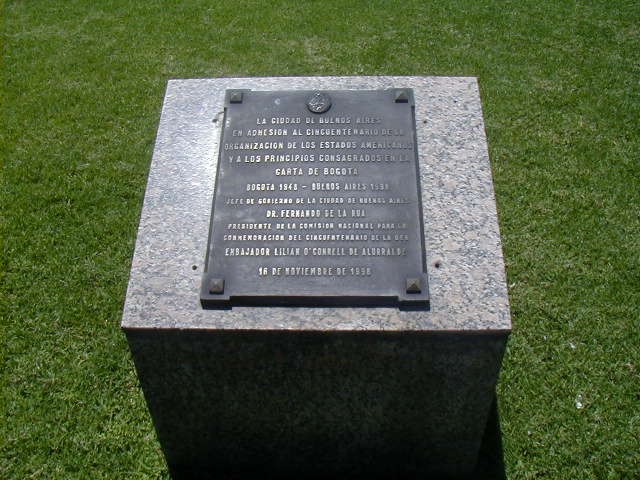 LA CIUDAD DE BUENOS AIRES
EN ADHESION AL CINCUENTENARIO DE LA
ORGANIZACION DE LOS ESTADOS AMERICANOS
Y A LOS PRINCIPIOS CONSAGRADOS EN LA
CARTA DE BOGOTA
BOGOTA 1948 - BUENOS AIRES 1998
JEFE DE GOBIERNO DE LA CIUDAD DE BUENOS AIRES
DR. FERNANDO DE LA RUA
PRESIDENTE DE LA COMISION NACIONAL PARA LA
CONMEMORACION DEL CINCUENTENARIO DE LA OEA
EMBAJADOR LILIAN O'CONNELL DE ALURRALDE
16 DE NOVIEMBRE DE 1998